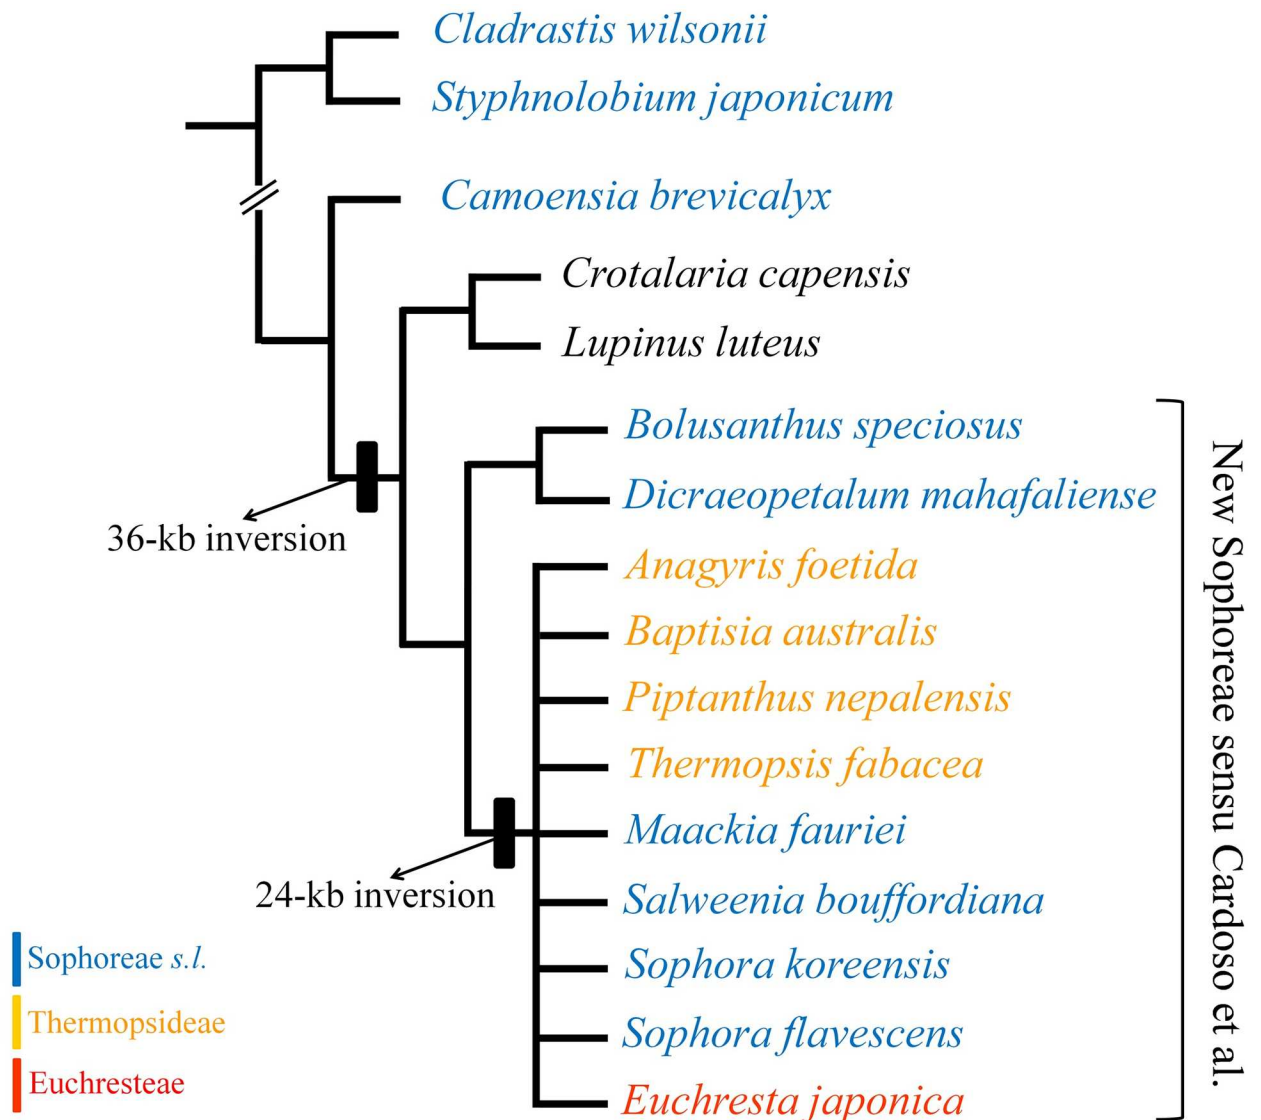 Cladrastis wilsonii
Styphnolobium japonicum
Camoensia brevicalyx
Crotalaria capensis
Lupinus luteus
Bolusanthus speciosus
Dicraeopetalum mahafaliense
36-kb inversion
Anagyris foetida
Baptisia australis
Piptanthus nepalensis
Thermopsis fabacea
Maackia fauriei
24-kb inversion
Salweenia bouffordiana
Sophora koreensis
Sophora flavescens
Euchresta japonica
New Sophoreae sensu Cardoso et al.
Sophoreae s.l.
Thermopsideae
Euchresteae